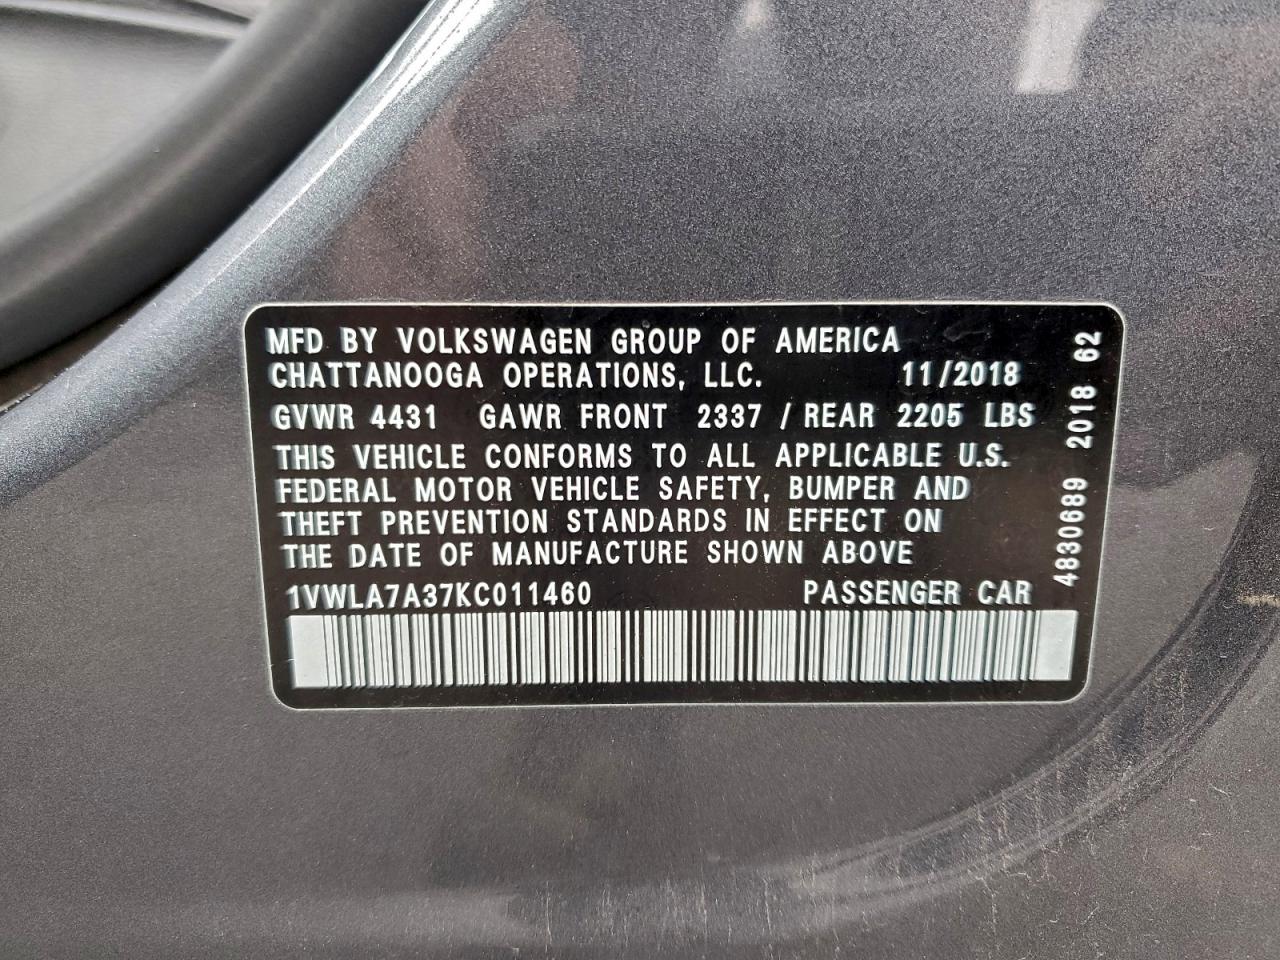 MFD BY VOLKSWAGEN GROUP OF AMERICA
CHATTANOOGA OPERATIONS, LLC. 11/2018
GVWR 4431 GAWR FRONT 2337 / REAR 2205 LBS
THIS VEHICLE CONFORMS TO ALL APPLICABLE U.S.
FEDERAL MOTOR VEHICLE SAFETY, BUMPER AND
THEFT PREVENTION STANDARDS IN EFFECT ON
THE DATE OF MANUFACTURE SHOWN ABOVE
1VWLA7A37KC011460 PASSENGER CAR
4830689 2018 62